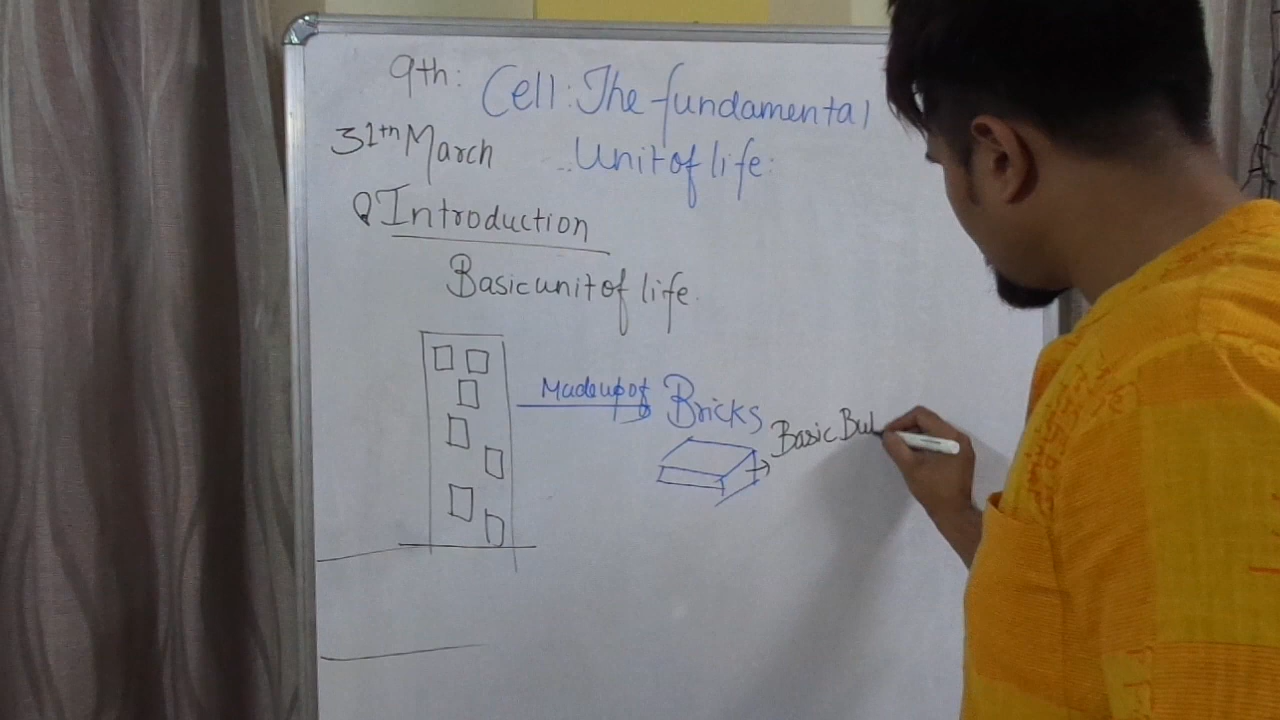 9th: Cell: The fundamental
31th March Unit of life:
Introduction
Basic unit of life.
Made up of Bricks
Basic Bul